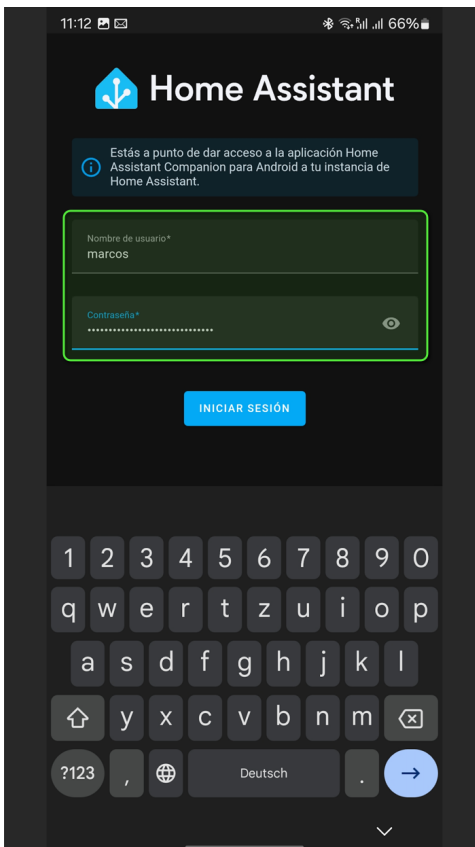 11:12 66%
Home Assistant
Estás a punto de dar acceso a la aplicación Home
Assistant Companion para Android a tu instancia de
Home Assistant.
Nombre de usuario*
marcos
Contraseña*
INICIAR SESIÓN
1 2 3 4 5 6 7 8 9 0
q w e r t z u i o p
a s d f g h j k l
y x c v b n m
?123 , Deutsch .